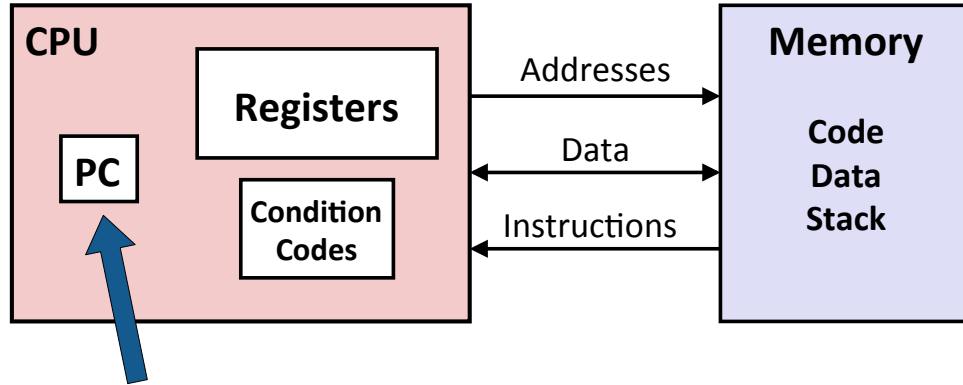 CPU
Registers
PC
Condition
Codes
Addresses
Data
Instructions
Memory
Code
Data
Stack